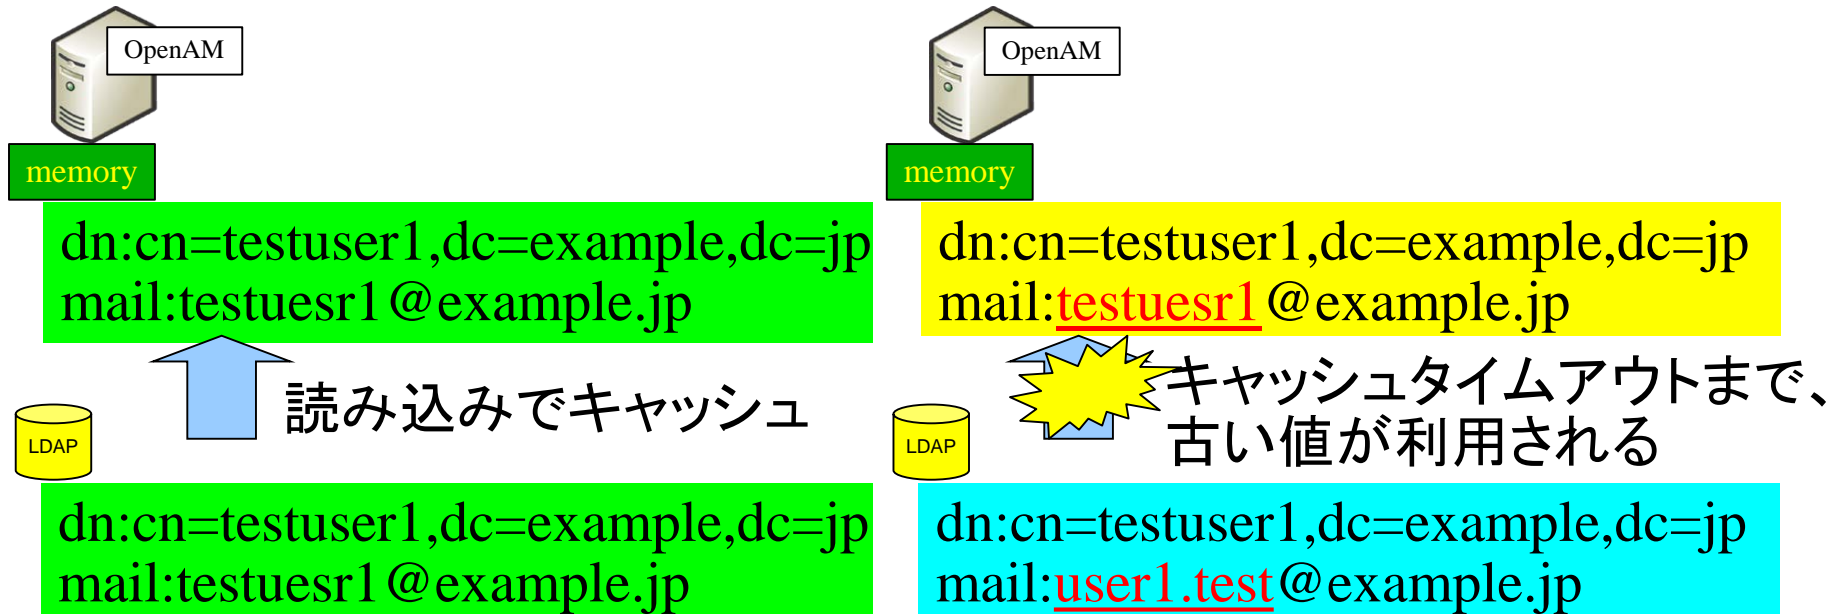 OpenAM
memory
dn:cn=testuser1,dc=example,dc=jp
mail:testuesr1@example.jp
読み込みでキャッシュ
LDAP
dn:cn=testuser1,dc=example,dc=jp
mail:testuesr1@example.jp
OpenAM
memory
dn:cn=testuser1,dc=example,dc=jp
mail:testuesr1@example.jp
キャッシュタイムアウトまで、
古い値が利用される
LDAP
dn:cn=testuser1,dc=example,dc=jp
mail:user1.test@example.jp